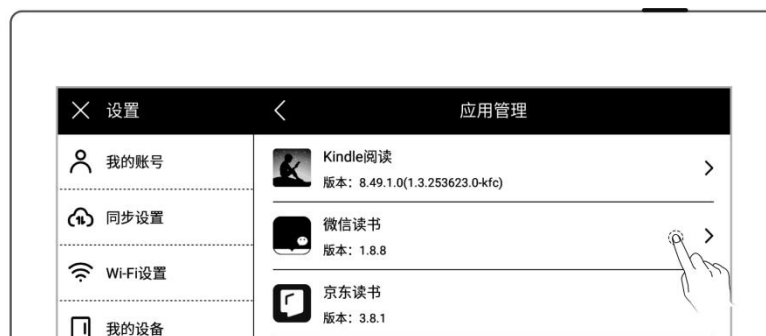 设置
应用管理
我的账号
同步设置
Wi-Fi设置
我的设备
Kindle阅读
版本：8.49.1.0(1.3.253623.0-kfc)
微信读书
版本：1.8.8
京东读书
版本：3.8.1